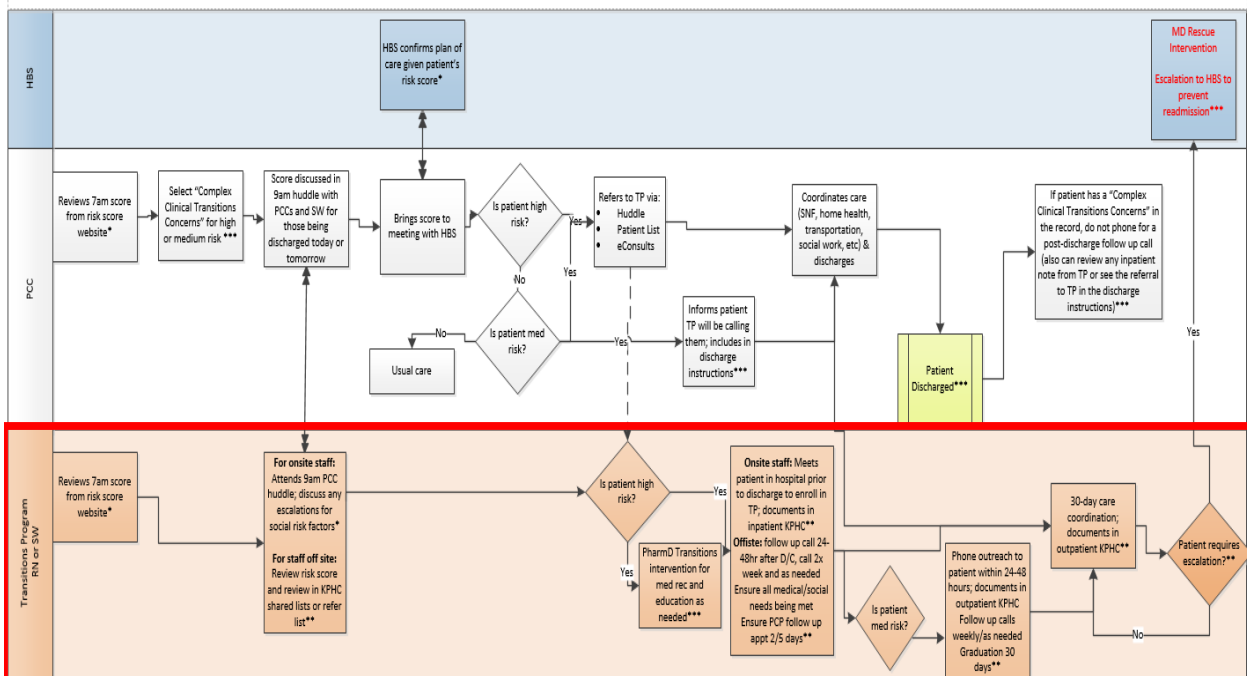 HBS
HBS confirms plan of
care given patient's
risk score*
MD Rescue
Intervention
Escalation to HBS to
prevent
readmission***
PCC
Reviews 7am score
from risk score
website*
Select "Complex
Clinical Transitions
Concerns" for high
or medium risk ***
Score discussed in
9am huddle with
PCCs and SW for
those being
discharged today or
tomorrow
Brings score to
meeting with HBS
Is patient high
risk?
Yes
Yes
No
Is patient med
risk?
No
Usual care
Yes
Refers to TP via:
• Huddle
• Patient List
• eConsults
Informs patient
TP will be calling
them; includes in
discharge
instructions***
Coordinates care
(SNF, home health,
transportation,
social work, etc) &
discharges
Patient
Discharged***
If patient has a "Complex
Clinical Transitions Concerns" in
the record, do not phone for a
post-discharge follow up call
(also can review any inpatient
note from TP or see the referral
to TP in the discharge
instructions)***
Yes
Transitions Program
RN or SW
Reviews 7am score
from risk score
website*
For onsite staff:
Attends 9am PCC
huddle; discuss any
escalations for
social risk factors*
For staff off site:
Review risk score
and review in KPHC
shared lists or refer
list**
Is patient high
risk?
Yes
Yes
PharmD Transitions
intervention for
med rec and
education as
needed***
Onsite staff: Meets
patient in hospital prior
to discharge to enroll in
TP; documents in
inpatient KPHC**
Offiste: follow up call 24-
48hr after D/C, call 2x
week and as needed
Ensure all medical/social
needs being met
Ensure PCP follow up
appt 2/5 days**
Is patient
med risk?
Phone outreach to
patient within 24-48
hours; documents in
outpatient KPHC
Follow up calls
weekly/as needed
Graduation 30
days**
30-day care
coordination;
documents in
outpatient KPHC**
Patient requires
escalation?**
No